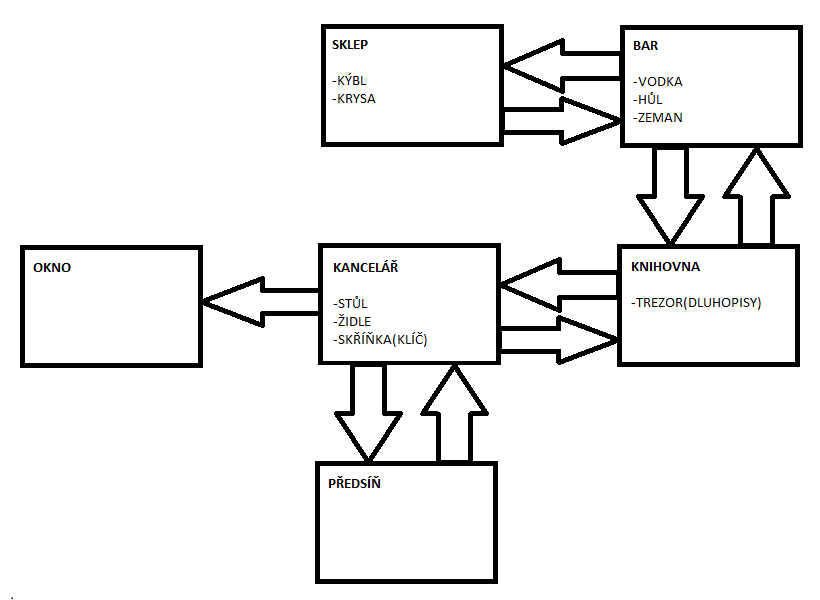 SKLEP
-KÝBL
-KRYSA
BAR
-VODKA
-HŮL
-ZEMAN
OKNO
KANCELÁŘ
-STŮL
-ŽIDLE
-SKŘÍŇKA(KLÍČ)
KNIHOVNA
-TREZOR(DLUHOPISY)
PŘEDSÍŇ
.